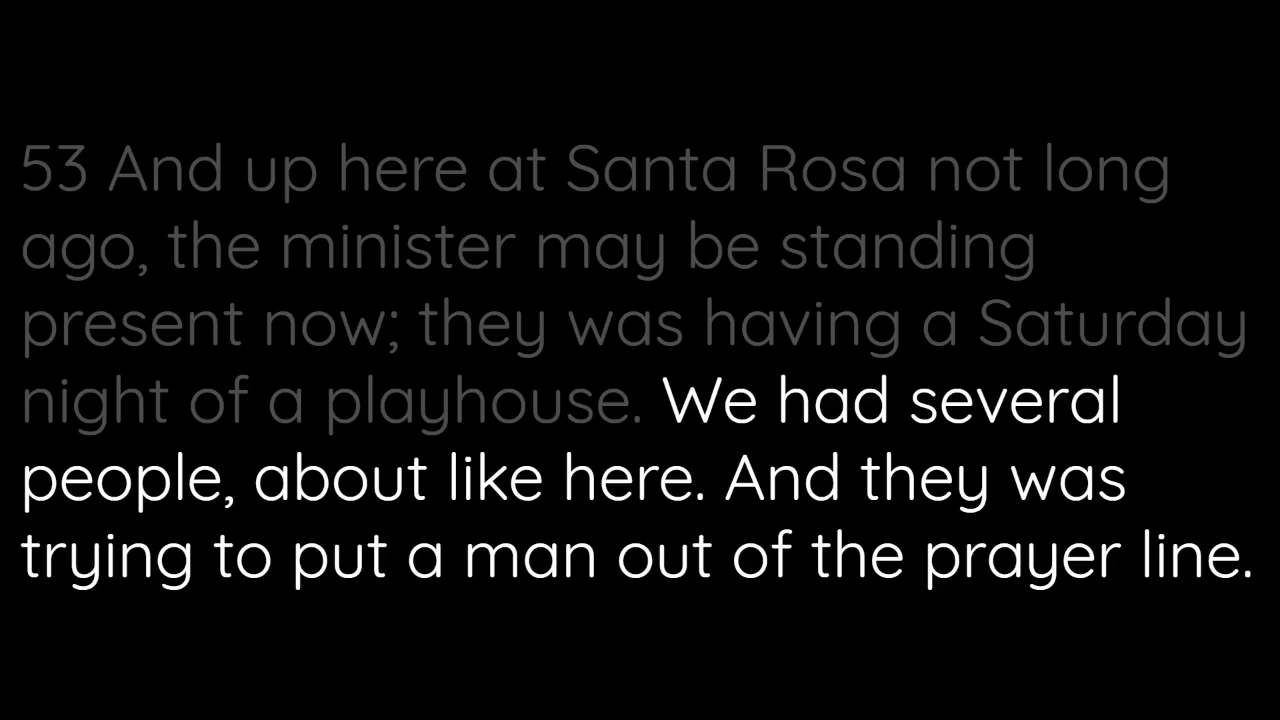 53 And up here at Santa Rosa not long
ago, the minister may be standing
present now; they was having a Saturday
night of a playhouse. We had several
people, about like here. And they was
trying to put a man out of the prayer line.